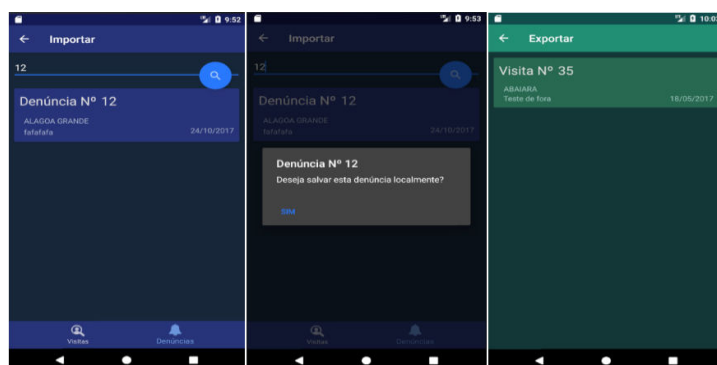 9:52
Importar
12
Denúncia Nº 12
ALAGOA GRANDE
fafafafa
24/10/2017
Visitas
Denúncias
9:53
Importar
12
Denúncia Nº 12
ALAGOA GRANDE
fafafafa
24/10/2017
Denúncia Nº 12
Deseja salvar esta denúncia localmente?
SIM
Visitas
Denúncias
Exportar
Visita Nº 35
ABAIARA
Teste de fora
18/05/2017